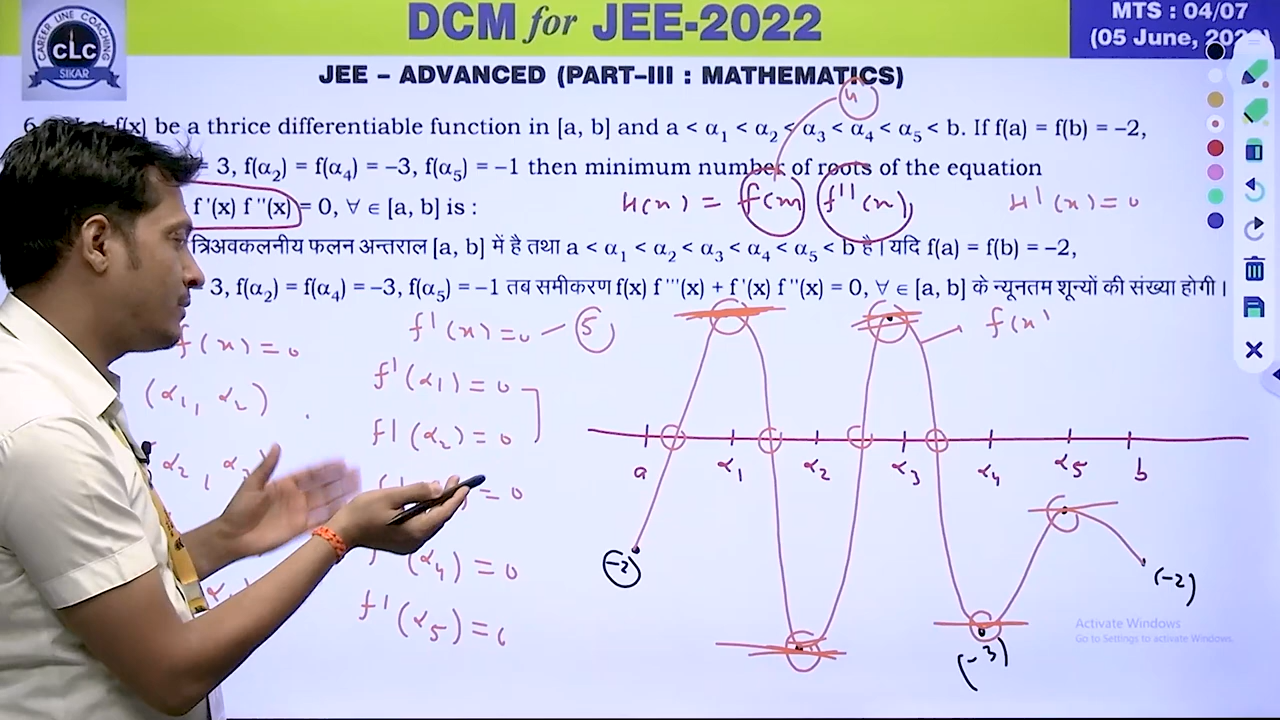 DCM for JEE-2022
MTS : 04/07
(05 June, 2022)
CAREER LINE COACHING
CLC
SIKAR
JEE – ADVANCED (PART–III : MATHEMATICS)
f(x) be a thrice differentiable function in [a, b] and a < α₁ < α₂ < α₃ < α₄ < α₅ < b. If f(a) = f(b) = –2,
= 3, f(α₂) = f(α₄) = –3, f(α₅) = –1 then minimum number of roots of the equation
f'(x) f ''(x) = 0, ∀ ∈ [a, b] is :
त्रिअवकलनीय फलन अन्तराल [a, b] में है तथा a < α₁ < α₂ < α₃ < α₄ < α₅ < b है। यदि f(a) = f(b) = –2,
3, f(α₂) = f(α₄) = –3, f(α₅) = –1 तब समीकरण f(x) f '''(x) + f '(x) f ''(x) = 0, ∀ ∈ [a, b] के न्यूनतम शून्यों की संख्या होगी।
4
H(x) = f(x) f''(x)
H'(x) = 0
f(x) = 0
(α₁, α₂)
f'(x) = 0 – 5
f'(α₁) = 0
f'(α₂) = 0
= 0
(α₄) = 0
f'(α₅) = 0
f(x)
a α₁ α₂ α₃ α₄ α₅ b
(-2)
(-3)
(-2)
Activate Windows
Go to Settings to activate Windows.